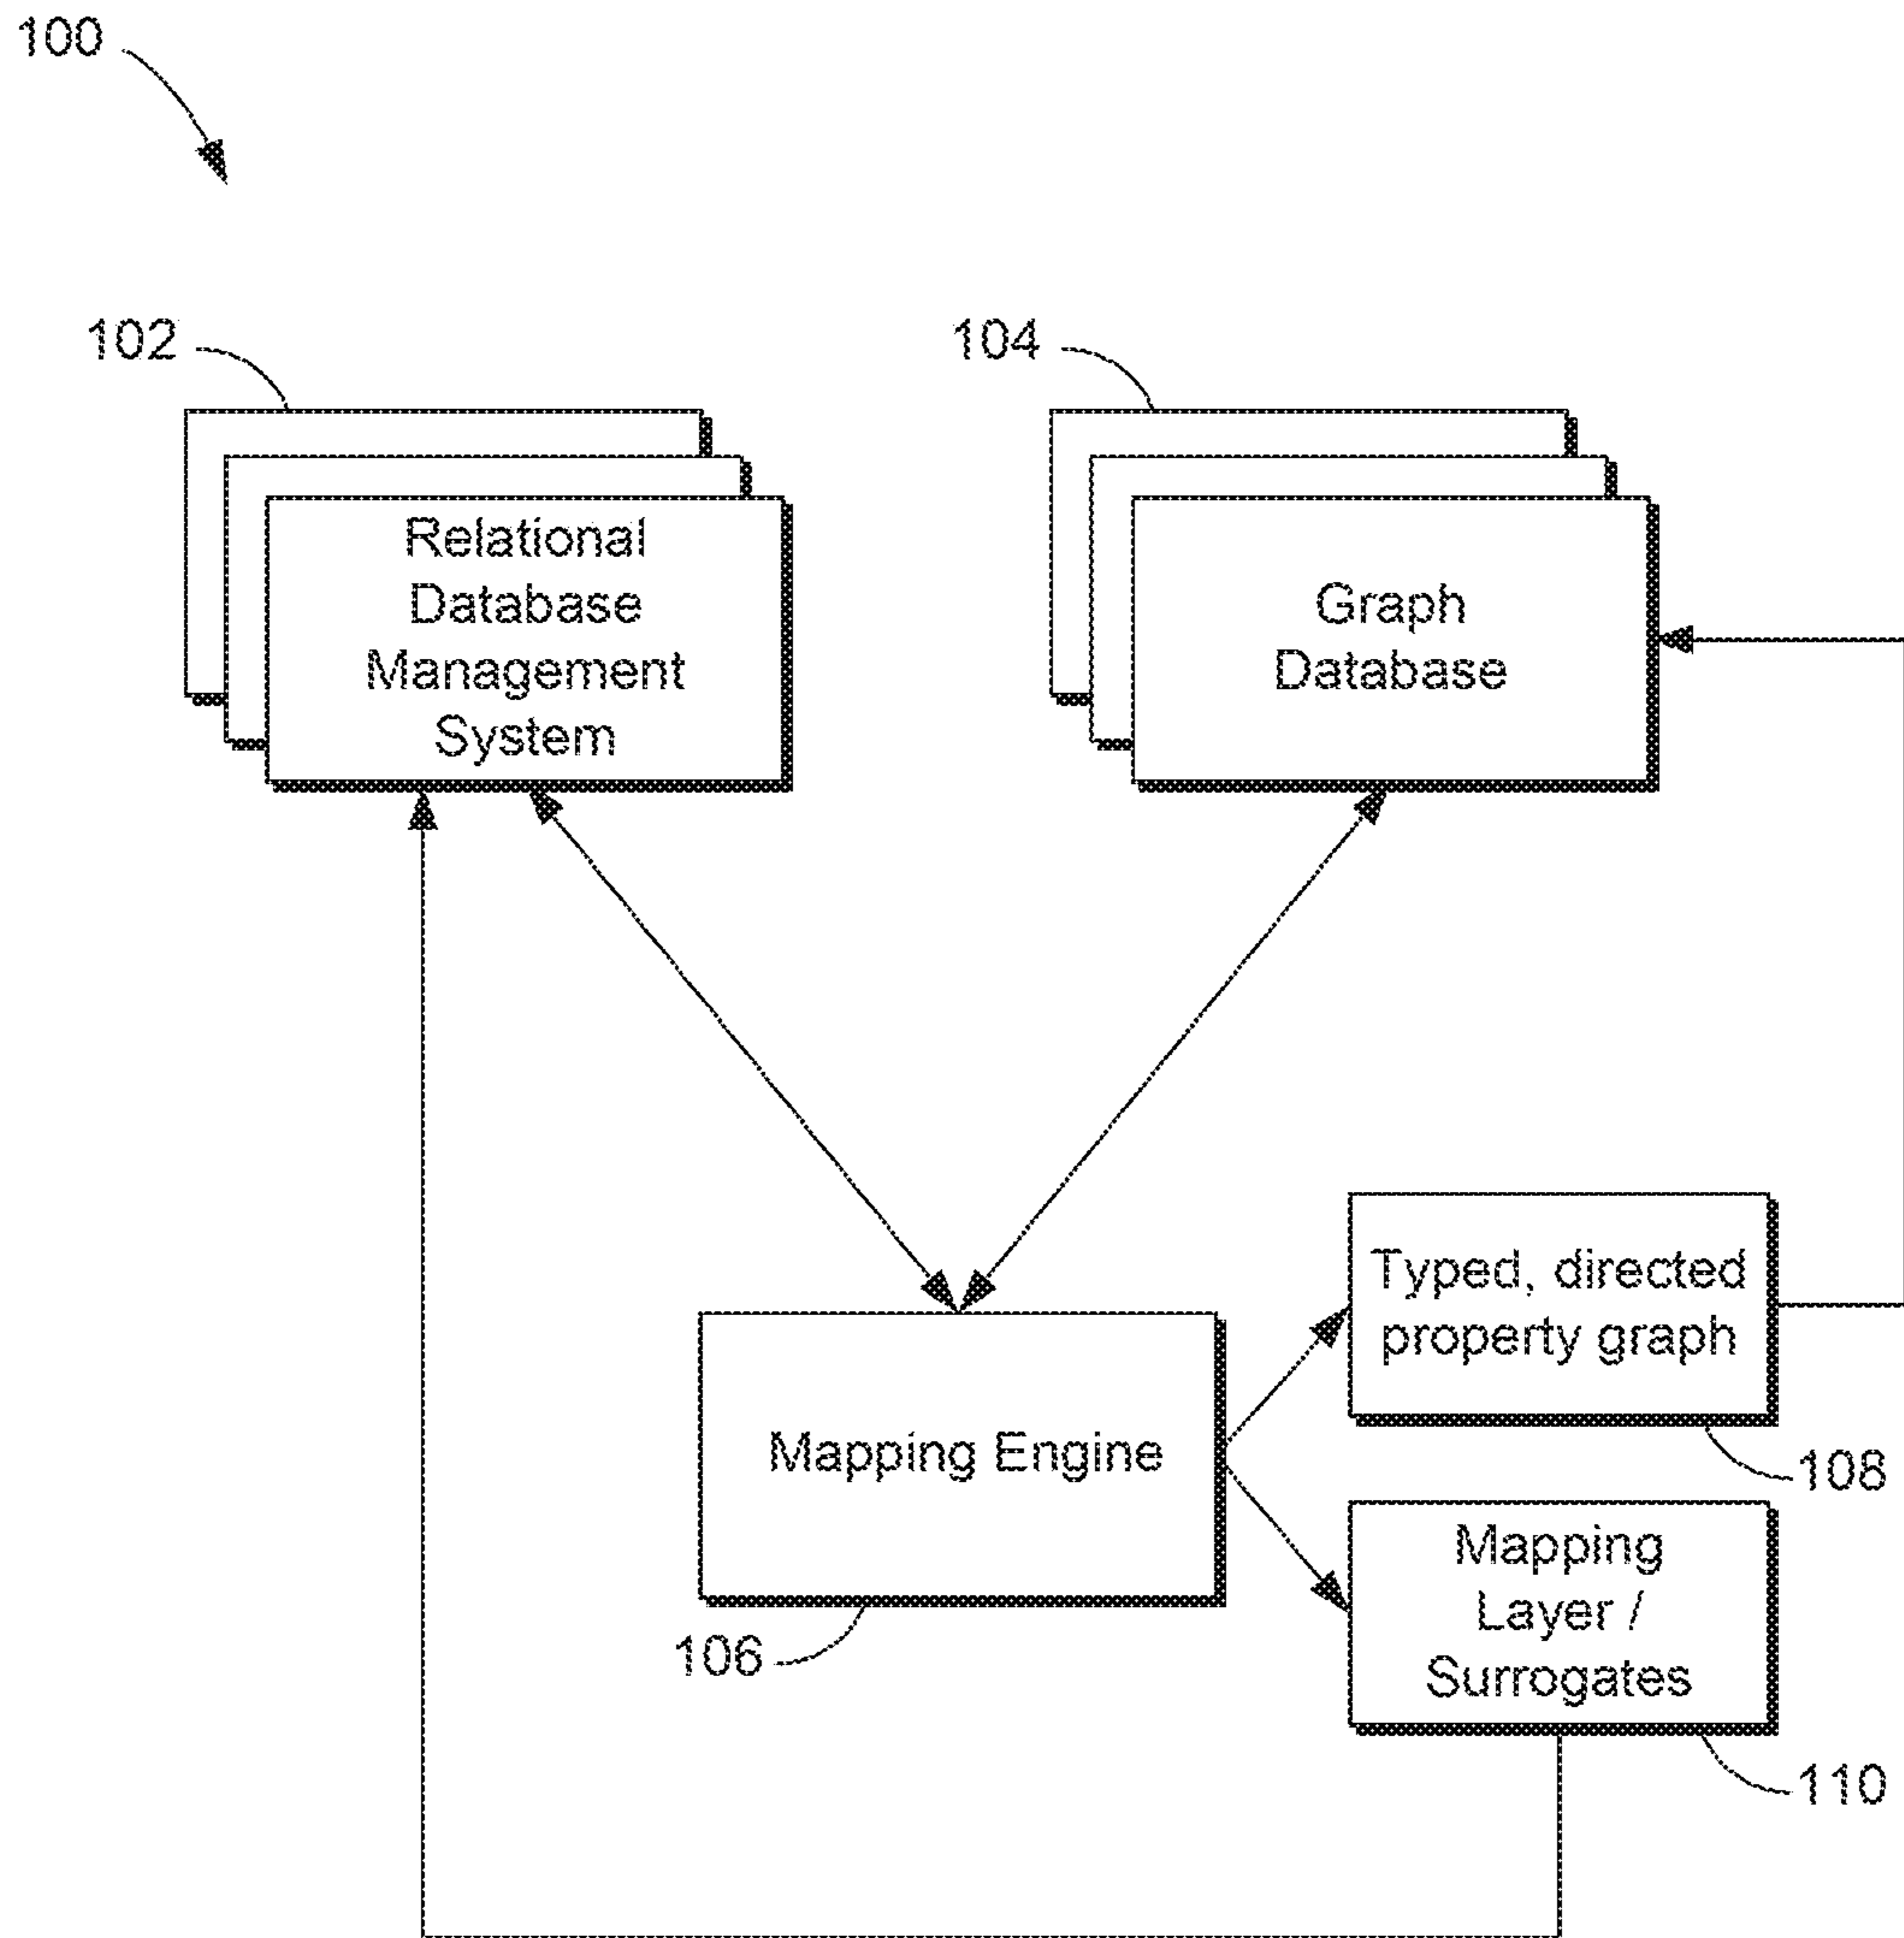 100
102
104
Relational
Database
Management
System
Graph
Database
Typed, directed
property graph
108
Mapping Engine
106
Mapping
Layer /
Surrogates
110